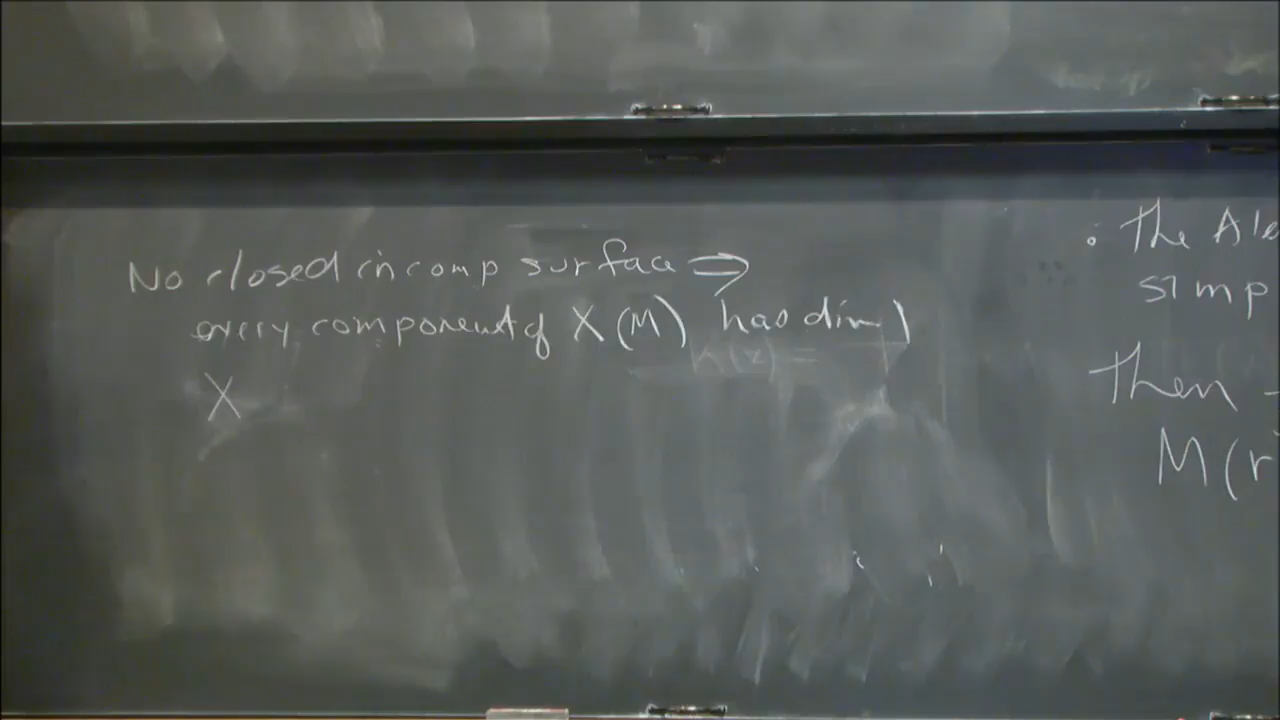 No closed incomp surface ⇒
every component of X(M) has dim 1
X
: The Ale
simp
Then
M(r